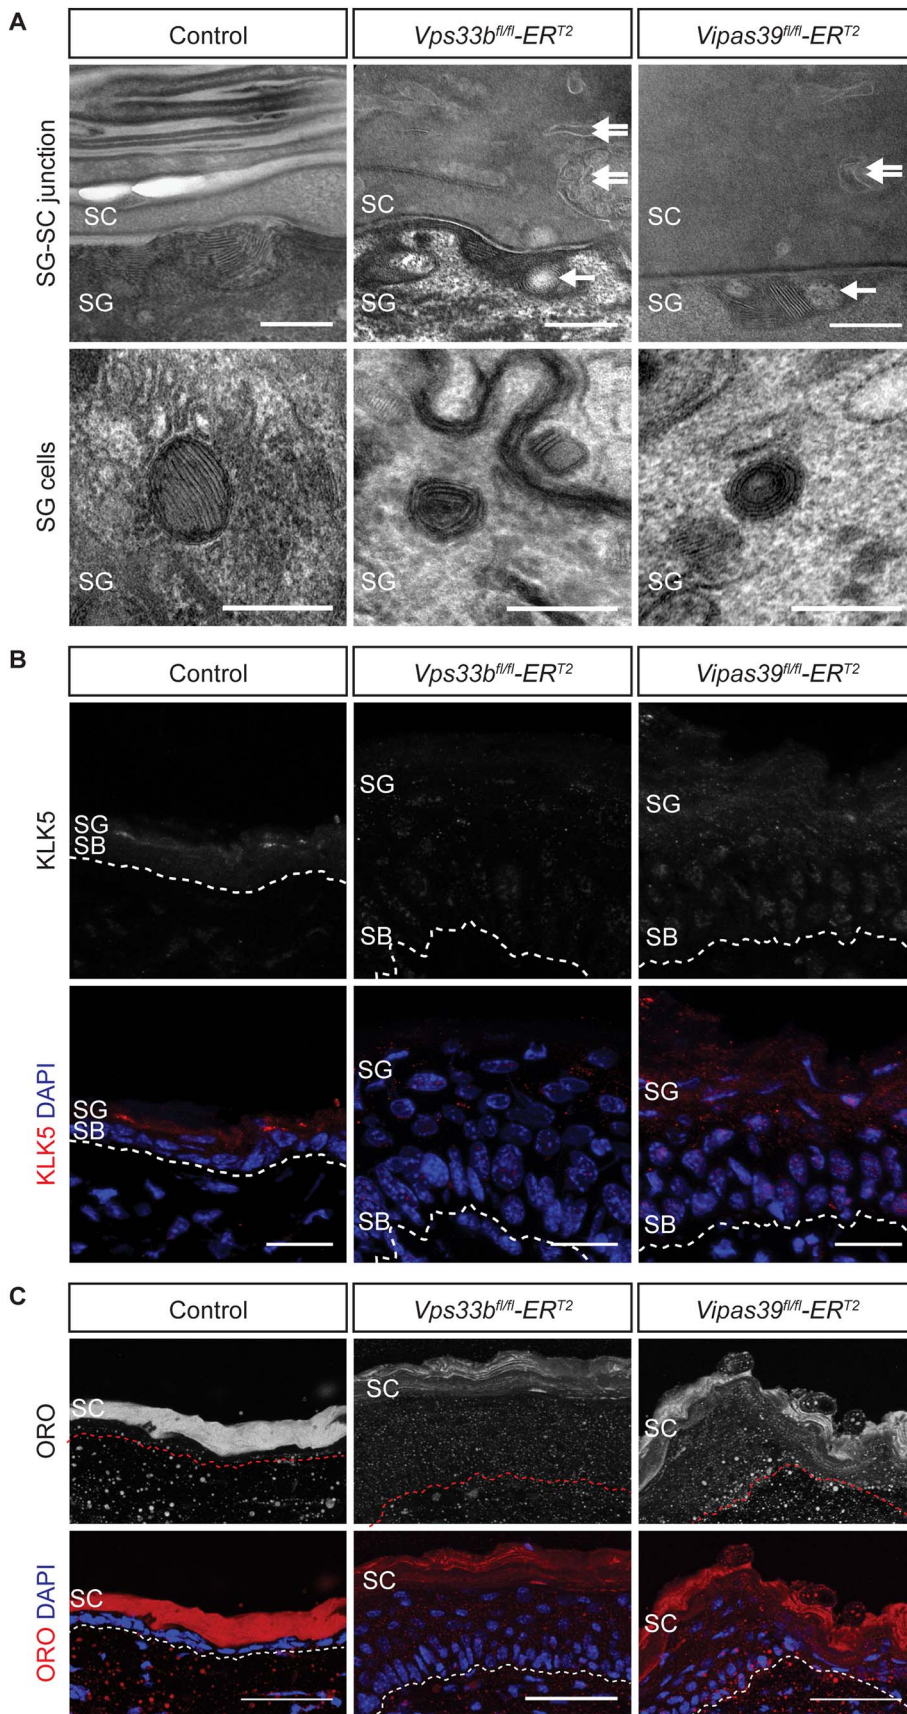 A
Control
Vps33bfl/fl-ERT2
Vipas39fl/fl-ERT2
SG-SC junction
SC
SG
SC
SG
SC
SG
SG cells
SG
SG
SG
B
Control
Vps33bfl/fl-ERT2
Vipas39fl/fl-ERT2
KLK5
SG
SB
SG
SB
SG
SB
KLK5 DAPI
SG
SB
SG
SB
SG
SB
C
Control
Vps33bfl/fl-ERT2
Vipas39fl/fl-ERT2
ORO
SC
SC
SC
ORO DAPI
SC
SC
SC